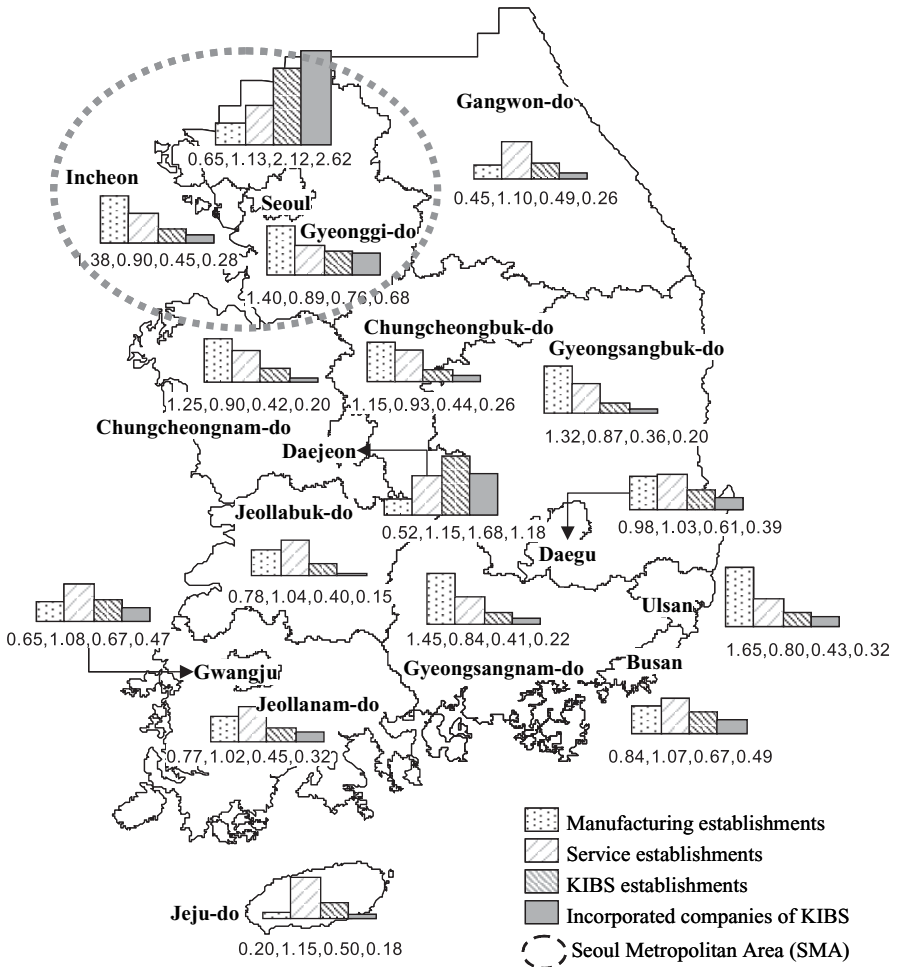 Gangwon-do
0.65,1.13,2.12,2.62
Incheon
0.45,1.10,0.49,0.26
Seoul
Gyeonggi-do
.38,0.90,0.45,0.28
1.40,0.89,0.76,0.68
Chungcheongbuk-do
Gyeongsangbuk-do
1.25,0.90,0.42,0.20
1.15,0.93,0.44,0.26
Chungcheongnam-do
1.32,0.87,0.36,0.20
Daejeon
Jeollabuk-do
0.52,1.15,1.68,1.18
0.98,1.03,0.61,0.39
Daegu
0.78,1.04,0.40,0.15
Ulsan
0.65,1.08,0.67,0.47
1.45,0.84,0.41,0.22
1.65,0.80,0.43,0.32
Gwangju
Gyeongsangnam-do
Busan
Jeollanam-do
0.77,1.02,0.45,0.32
0.84,1.07,0.67,0.49
Manufacturing establishments
Service establishments
KIBS establishments
Incorporated companies of KIBS
Seoul Metropolitan Area (SMA)
Jeju-do
0.20,1.15,0.50,0.18